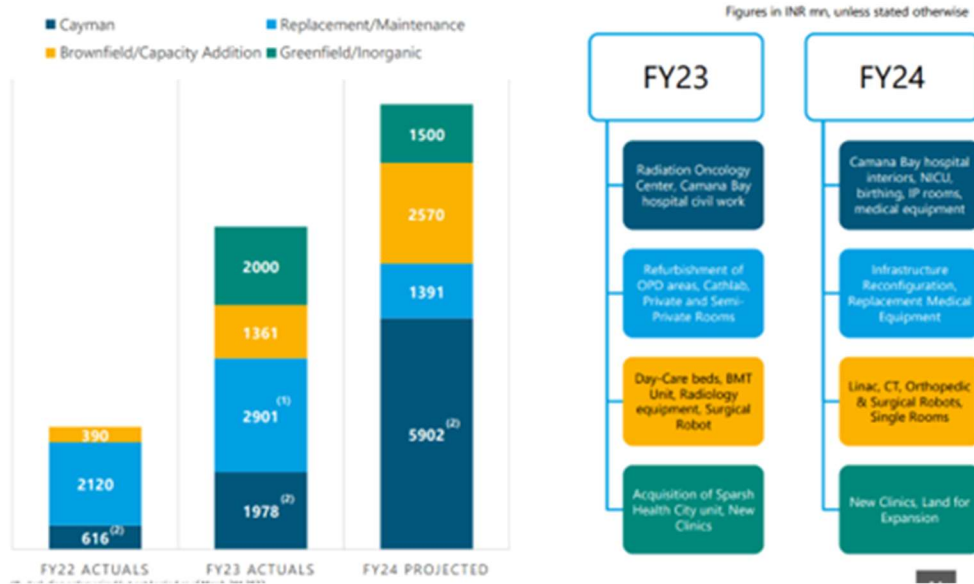 Cayman
Replacement/Maintenance
Brownfield/Capacity Addition
Greenfield/Inorganic
1500
2570
1391
5902 (2)
2000
1361
2901 (1)
1978 (2)
390
2120
616 (2)
FY22 ACTUALS
FY23 ACTUALS
FY24 PROJECTED
Figures in INR mn, unless stated otherwise
FY23
Radiation Oncology
Center, Camana Bay
hospital civil work
Refurbishment of
OPD areas, Cathlab,
Private and Semi-
Private Rooms
Day-Care beds, BMT
Unit, Radiology
equipment, Surgical
Robot
Acquisition of Sparsh
Health City unit, New
Clinics
FY24
Camana Bay hospital
interiors, NICU,
birthing, IP rooms,
medical equipment
Infrastructure
Reconfiguration,
Replacement Medical
Equipment
Linac, CT, Orthopedic
& Surgical Robots,
Single Rooms
New Clinics, Land for
Expansion